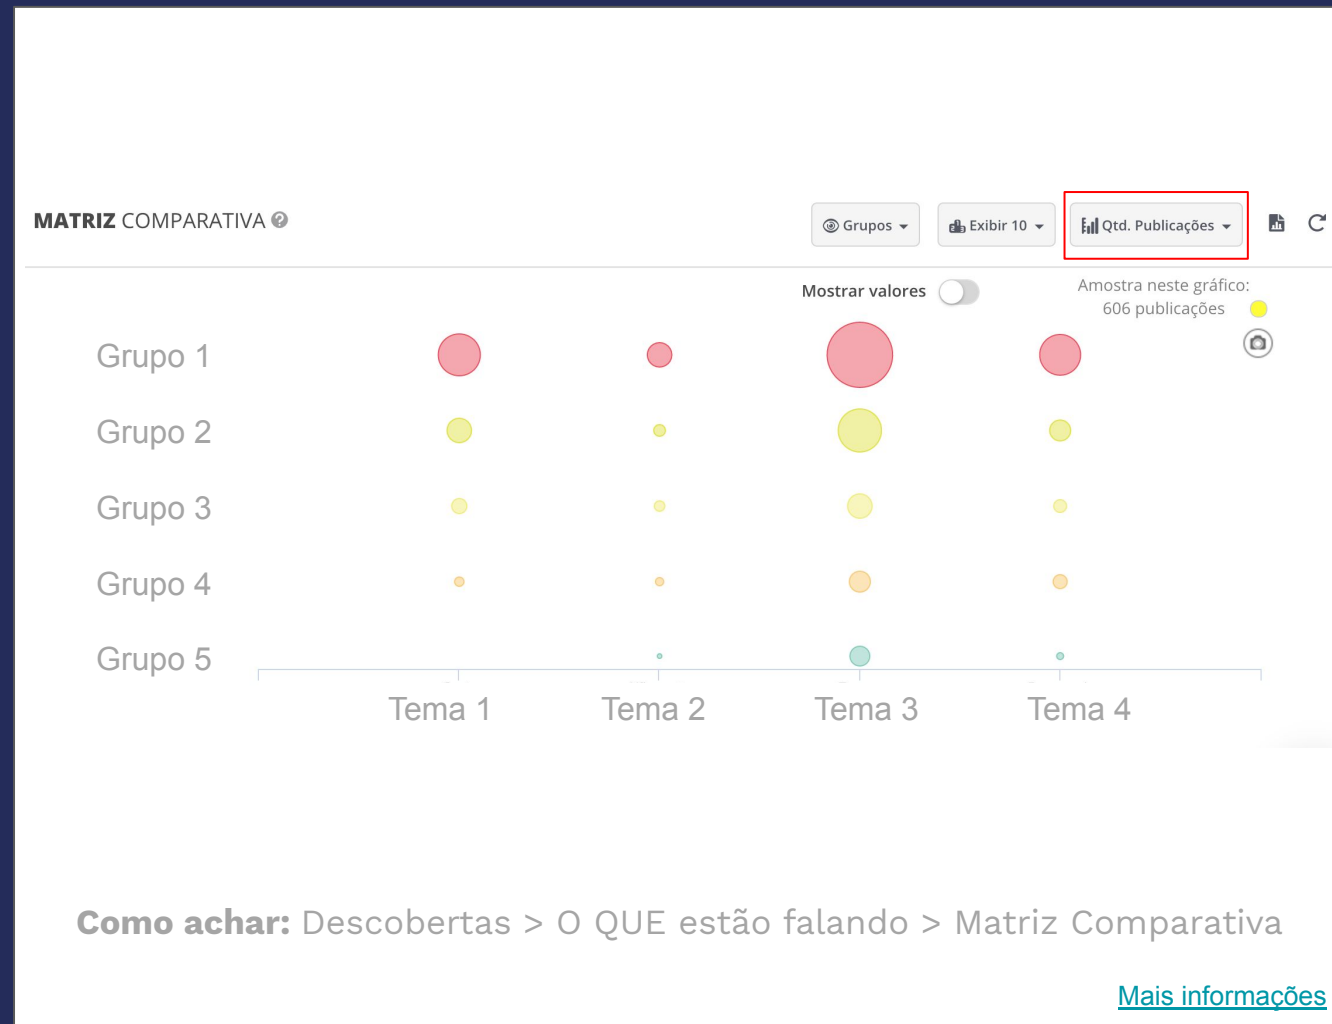 MATRIZ COMPARATIVA
Grupos
Exibir 10
Qtd. Publicações
Mostrar valores
Amostra neste gráfico:
606 publicações
Grupo 1
Grupo 2
Grupo 3
Grupo 4
Grupo 5
Tema 1 Tema 2 Tema 3 Tema 4
Como achar: Descobertas > O QUE estão falando > Matriz Comparativa
Mais informações